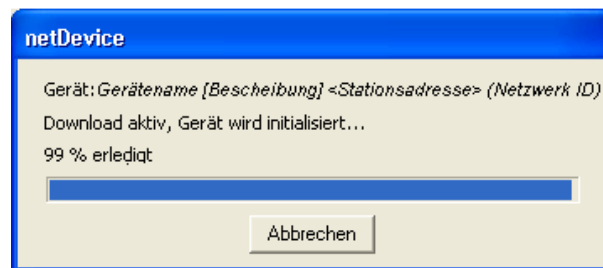 netDevice
Gerät: Gerätename [Bescheibung] <Stationsadresse> (Netzwerk ID)
Download aktiv, Gerät wird initialisiert...
99 % erledigt
Abbrechen